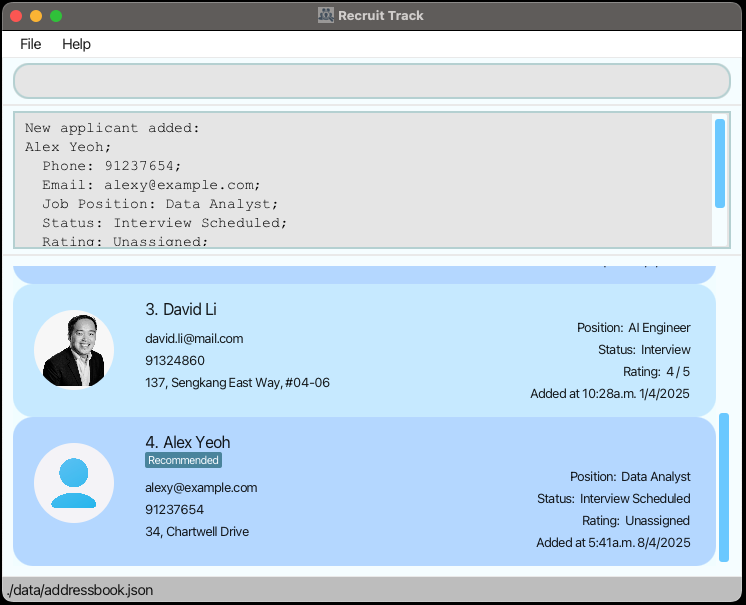 Recruit Track
File Help
New applicant added:
Alex Yeoh;
Phone: 91237654;
Email: alexy@example.com;
Job Position: Data Analyst;
Status: Interview Scheduled;
Rating: Unassigned;
3. David Li
david.li@mail.com
91324860
137, Sengkang East Way, #04-06
Position: AI Engineer
Status: Interview
Rating: 4 / 5
Added at 10:28a.m. 1/4/2025
4. Alex Yeoh
Recommended
alexy@example.com
91237654
34, Chartwell Drive
Position: Data Analyst
Status: Interview Scheduled
Rating: Unassigned
Added at 5:41a.m. 8/4/2025
./data/addressbook.json